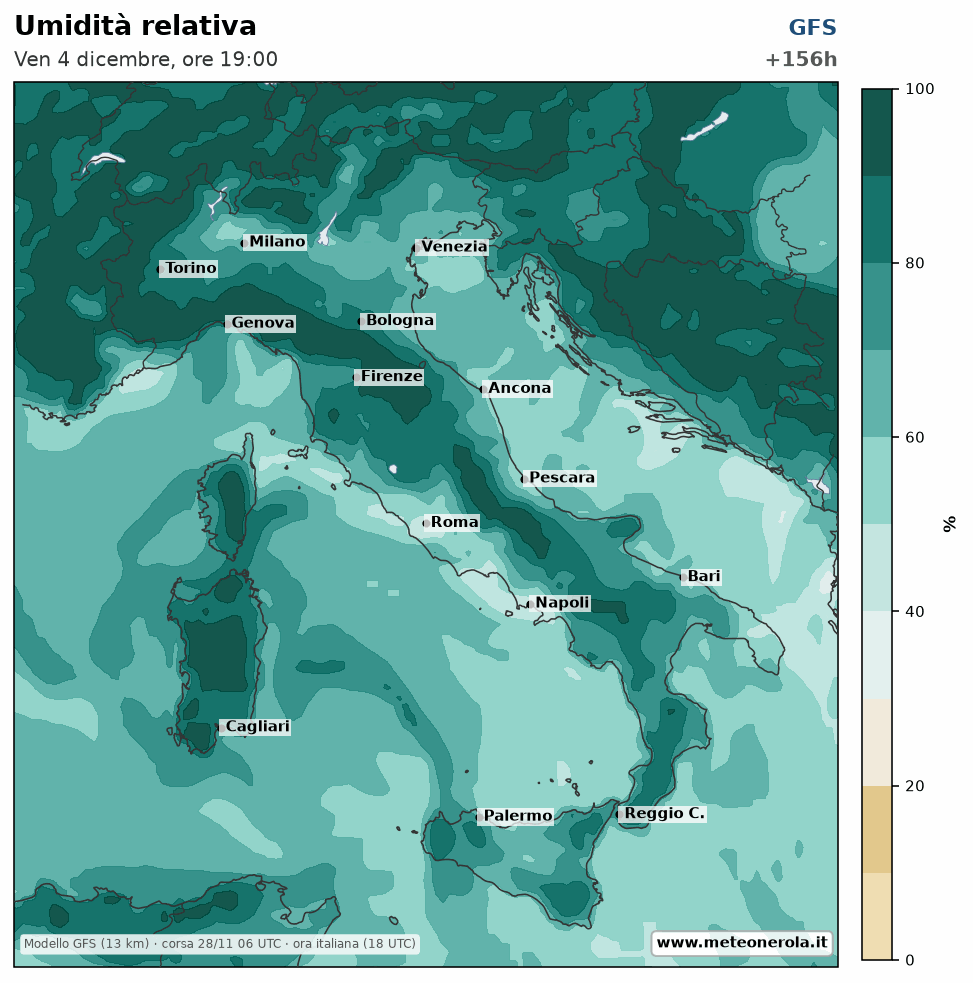 Umidità relativa
GFS
Ven 4 dicembre, ore 19:00
+156h
100
80
60
40
20
0
%
Milano
Venezia
Torino
Genova
Bologna
Firenze
Ancona
Pescara
Roma
Bari
Napoli
Cagliari
Palermo
Reggio C.
Modello GFS (13 km) · corsa 28/11 06 UTC · ora italiana (18 UTC)
www.meteonerola.it